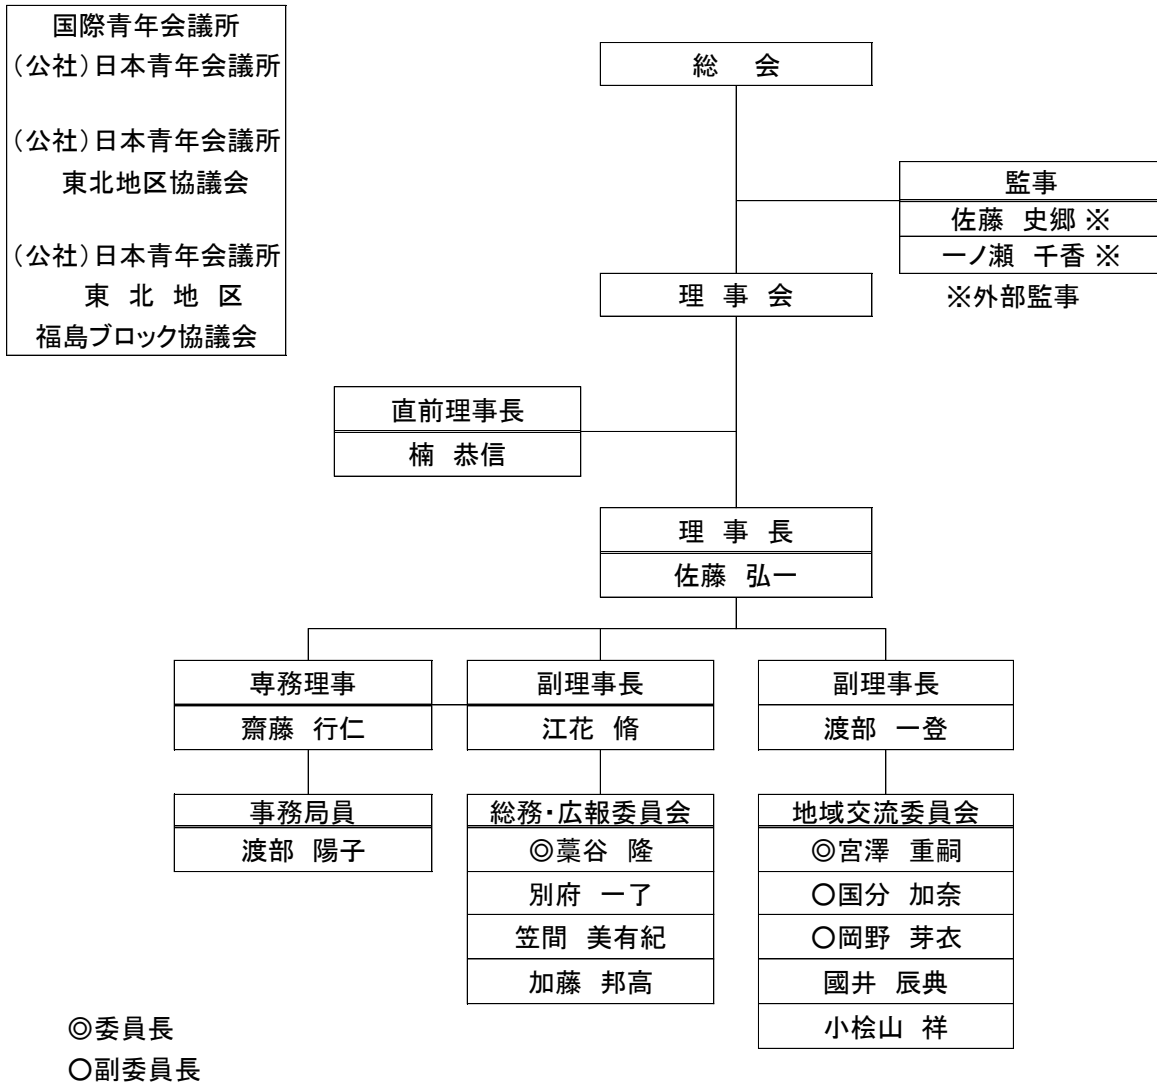 国際青年会議所
（公社）日本青年会議所
（公社）日本青年会議所
東北地区協議会
（公社）日本青年会議所
東 北 地 区
福島ブロック協議会
総　会
監事
佐藤　史郷 ※
一ノ瀬　千香 ※
※外部監事
理 事 会
直前理事長
楠　恭信
理 事 長
佐藤　弘一
専務理事
齋藤　行仁
事務局員
渡部　陽子
副理事長
江花　脩
総務・広報委員会
◎藁谷　隆
別府　一了
笠間　美有紀
加藤　邦高
副理事長
渡部　一登
地域交流委員会
◎宮澤　重嗣
○国分　加奈
○岡野　芽衣
國井　辰典
小桧山　祥
◎委員長
○副委員長